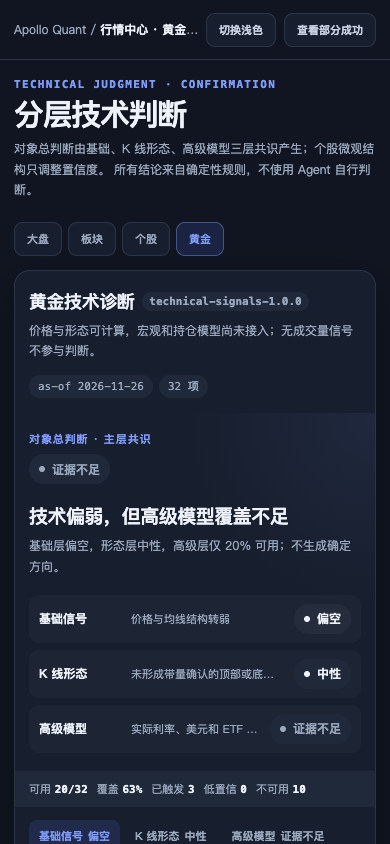 Apollo Quant / 行情中心 · 黄金… 切换浅色 查看部分成功
TECHNICAL JUDGMENT · CONFIRMATION
分层技术判断
对象总判断由基础、K 线形态、高级模型三层共识产生；个股微观结
构只调整置信度。 所有结论来自确定性规则，不使用 Agent 自行判
断。
大盘 板块 个股 黄金
黄金技术诊断 technical-signals-1.0.0
价格与形态可计算，宏观和持仓模型尚未接入；无成交量信号
不参与判断。
as-of 2026-11-26 32 项
对象总判断 · 主层共识
证据不足
技术偏弱，但高级模型覆盖不足
基础层偏空，形态层中性，高级层仅 20% 可用；不生成确定
方向。
基础信号 价格与均线结构转弱 偏空
K 线形态 未形成带量确认的顶部或底… 中性
高级模型 实际利率、美元和 ETF … 证据不足
可用 20/32 覆盖 63% 已触发 3 低置信 0 不可用 10
基础信号 偏空 K 线形态 中性 高级模型 证据不足